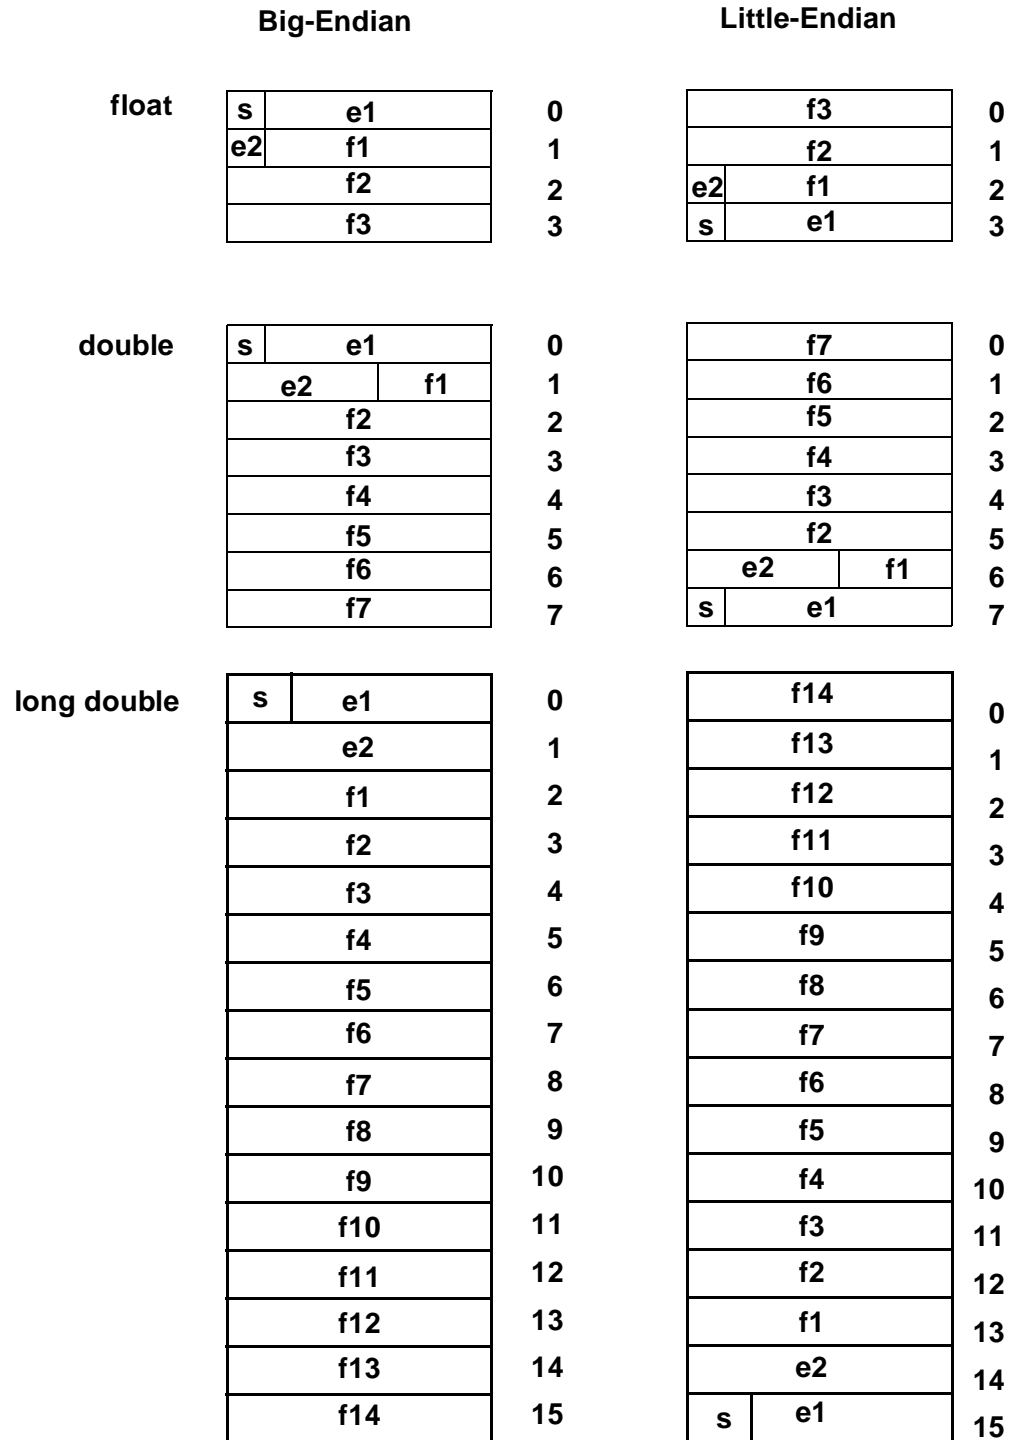 Big-Endian Little-Endian
float s e1 0 f3 0
e2 f1 1 f2 1
f2 2 e2 f1 2
f3 3 s e1 3
double s e1 0 f7 0
e2 f1 1 f6 1
f2 2 f5 2
f3 3 f4 3
f4 4 f3 4
f5 5 f2 5
f6 6 e2 f1 6
f7 7 s e1 7
long double s e1 0 f14 0
e2 1 f13 1
f1 2 f12 2
f2 3 f11 3
f3 4 f10 4
f4 5 f9 5
f5 6 f8 6
f6 7 f7 7
f7 8 f6 8
f8 9 f5 9
f9 10 f4 10
f10 11 f3 11
f11 12 f2 12
f12 13 f1 13
f13 14 e2 14
f14 15 s e1 15